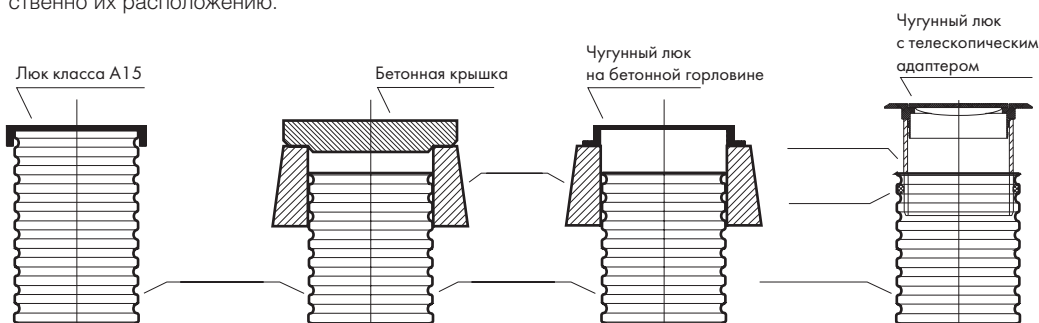 ственно их расположению.
Люк класса А15
Бетонная крышка
Чугунный люк
на бетонной горловине
Чугунный люк
с телескопическим
адаптером